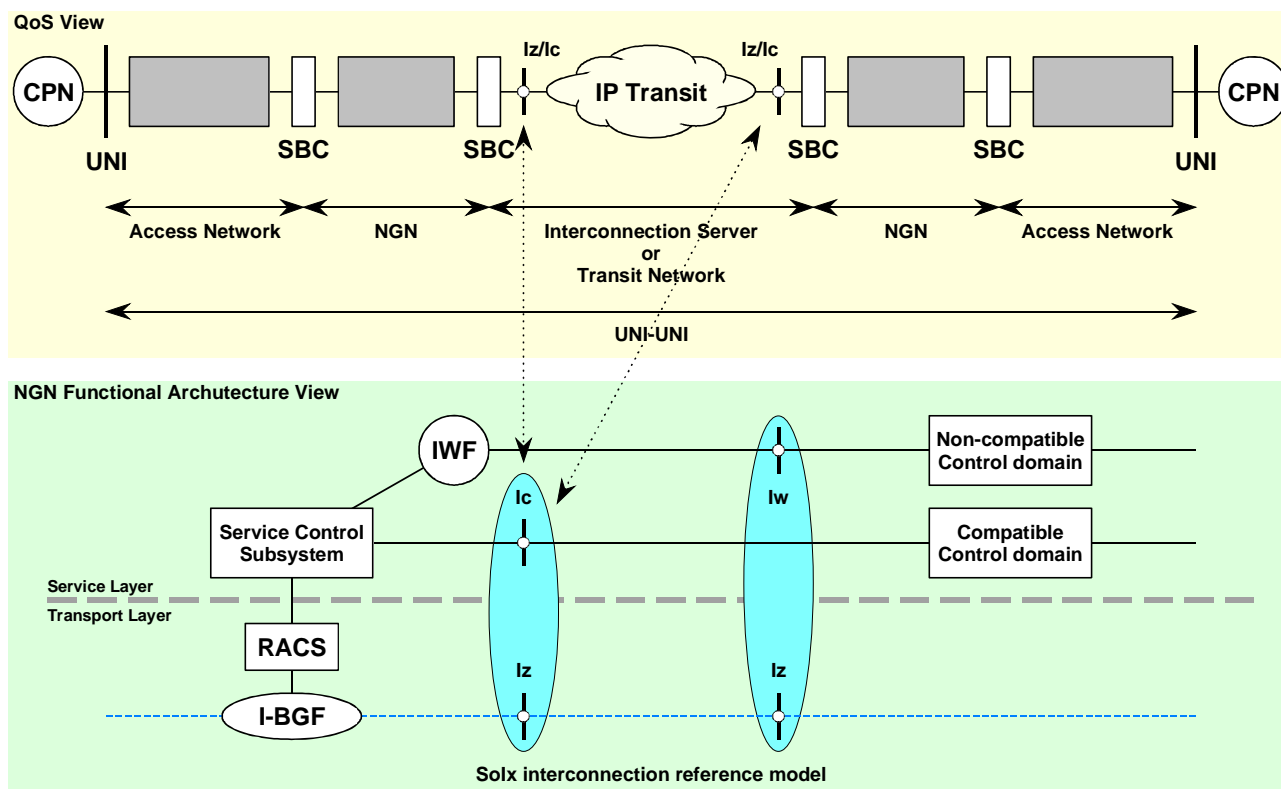 QoS View
Iz/Ic
Iz/Ic
CPN
IP Transit
CPN
UNI
SBC
SBC
SBC
SBC
UNI
Access Network
NGN
Interconnection Server
or
Transit Network
NGN
Access Network
UNI-UNI
NGN Functional Archutecture View
IWF
Non-compatible
Control domain
Ic
Iw
Service Control
Subsystem
Compatible
Control domain
Service Layer
Transport Layer
RACS
Iz
Iz
I-BGF
SoIx interconnection reference model